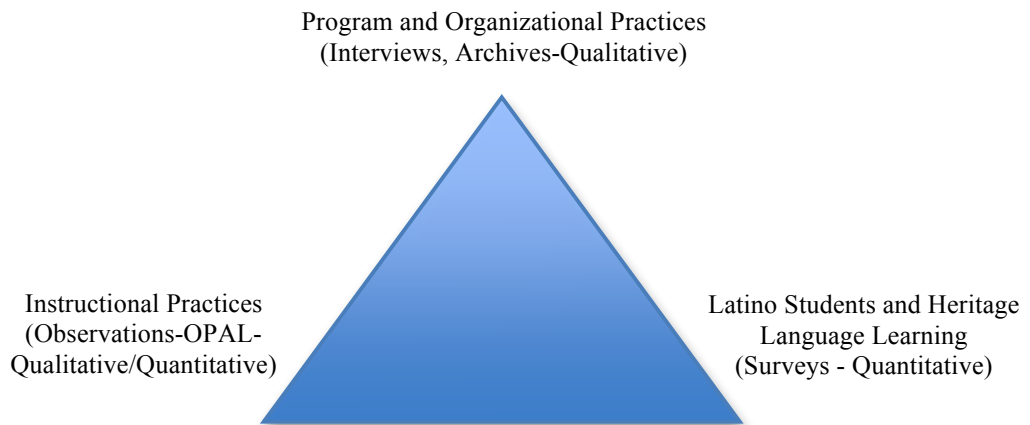 Program and Organizational Practices
(Interviews, Archives-Qualitative)
Instructional Practices
(Observations-OPAL-
Qualitative/Quantitative)
Latino Students and Heritage
Language Learning
(Surveys - Quantitative)